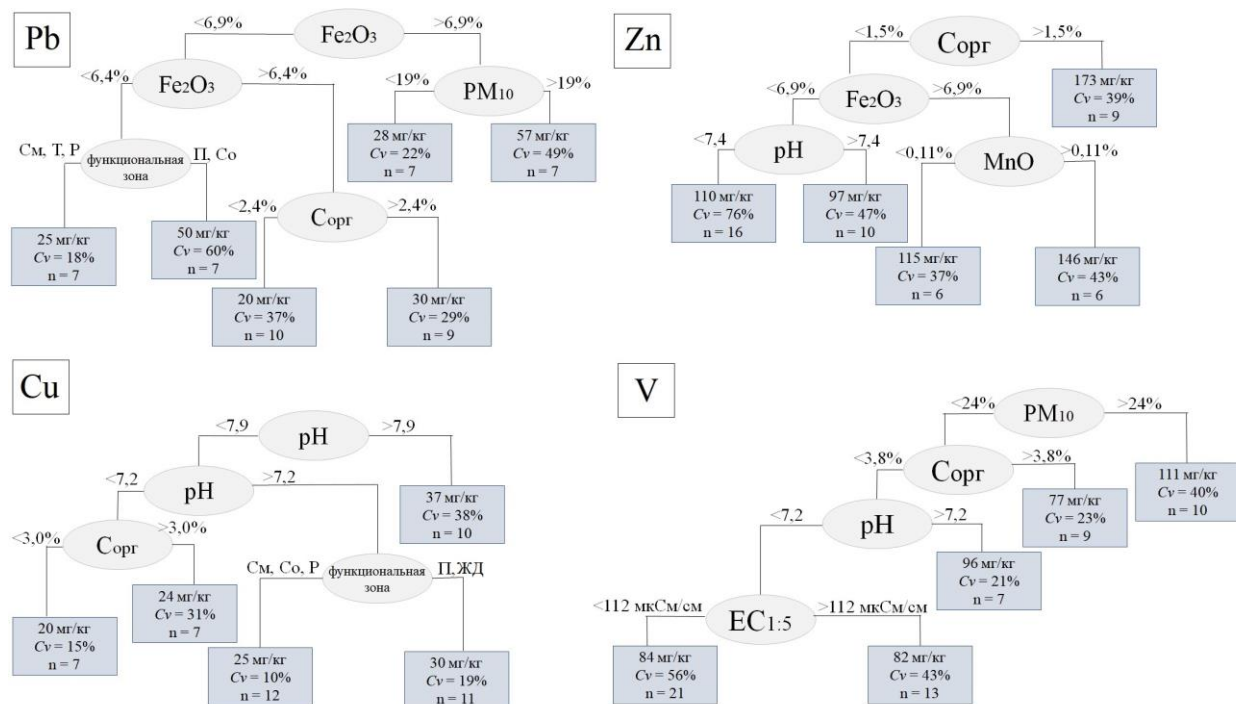 Pb
<6,9%
>6,9%
Fe₂O₃
<6,4%
>6,4%
Fe₂O₃
<19%
>19%
PM₁₀
28 мг/кг
Cv = 22%
n = 7
57 мг/кг
Cv = 49%
n = 7
См, Т, Р
П, Со
функциональная
зона
25 мг/кг
Cv = 18%
n = 7
50 мг/кг
Cv = 60%
n = 7
<2,4%
>2,4%
Cорг
20 мг/кг
Cv = 37%
n = 10
30 мг/кг
Cv = 29%
n = 9
Zn
<1,5%
>1,5%
Cорг
173 мг/кг
Cv = 39%
n = 9
<6,9%
>6,9%
Fe₂O₃
<7,4
>7,4
pH
110 мг/кг
Cv = 76%
n = 16
97 мг/кг
Cv = 47%
n = 10
<0,11%
>0,11%
MnO
115 мг/кг
Cv = 37%
n = 6
146 мг/кг
Cv = 43%
n = 6
Cu
<7,9
>7,9
pH
37 мг/кг
Cv = 38%
n = 10
<7,2
>7,2
pH
<3,0%
>3,0%
Cорг
20 мг/кг
Cv = 15%
n = 7
24 мг/кг
Cv = 31%
n = 7
См, Со, Р
П,ЖД
функциональная
зона
25 мг/кг
Cv = 10%
n = 12
30 мг/кг
Cv = 19%
n = 11
V
<24%
>24%
PM₁₀
111 мг/кг
Cv = 40%
n = 10
<3,8%
>3,8%
Cорг
77 мг/кг
Cv = 23%
n = 9
<7,2
>7,2
pH
96 мг/кг
Cv = 21%
n = 7
<112 мкСм/см
>112 мкСм/см
EC₁:₅
84 мг/кг
Cv = 56%
n = 21
82 мг/кг
Cv = 43%
n = 13